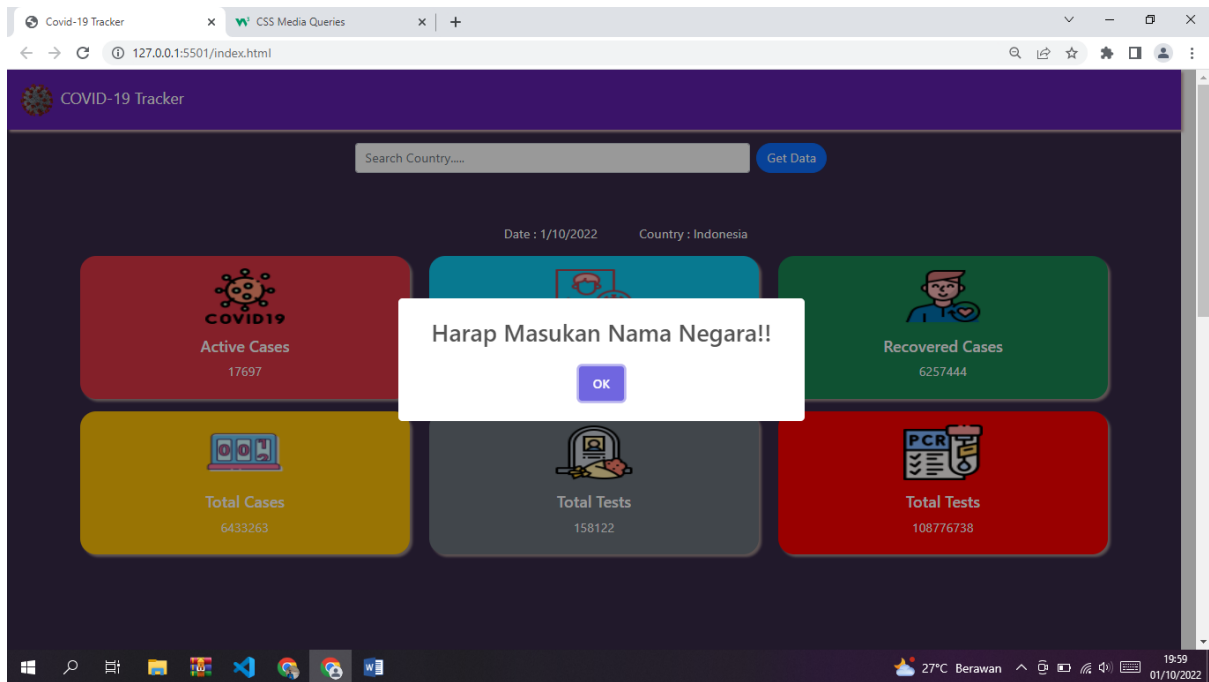 Covid-19 Tracker
CSS Media Queries
127.0.0.1:5501/index.html
COVID-19 Tracker
Search Country.....
Get Data
Date : 1/10/2022 Country : Indonesia
COVID19
Active Cases
17697
Harap Masukan Nama Negara!!
OK
Recovered Cases
6257444
Total Cases
6433263
Total Tests
158122
PCR
Total Tests
108776738
27°C Berawan
19:59
01/10/2022